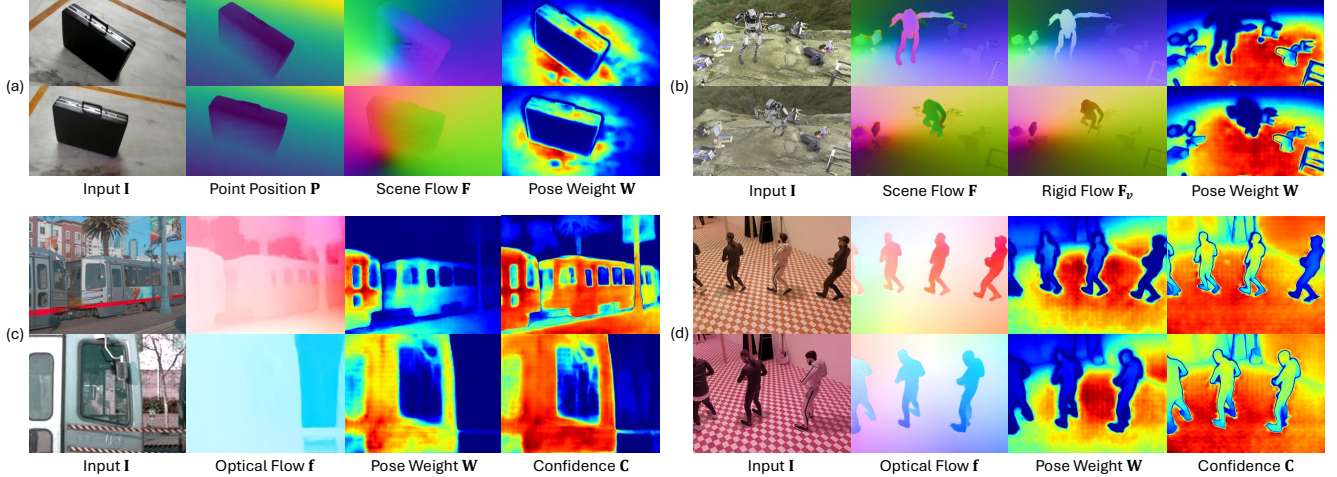 (a)
Input I
Point Position P
Scene Flow F
Pose Weight W
(b)
Input I
Scene Flow F
Rigid Flow Fᵥ
Pose Weight W
(c)
Input I
Optical Flow f
Pose Weight W
Confidence C
(d)
Input I
Optical Flow f
Pose Weight W
Confidence C